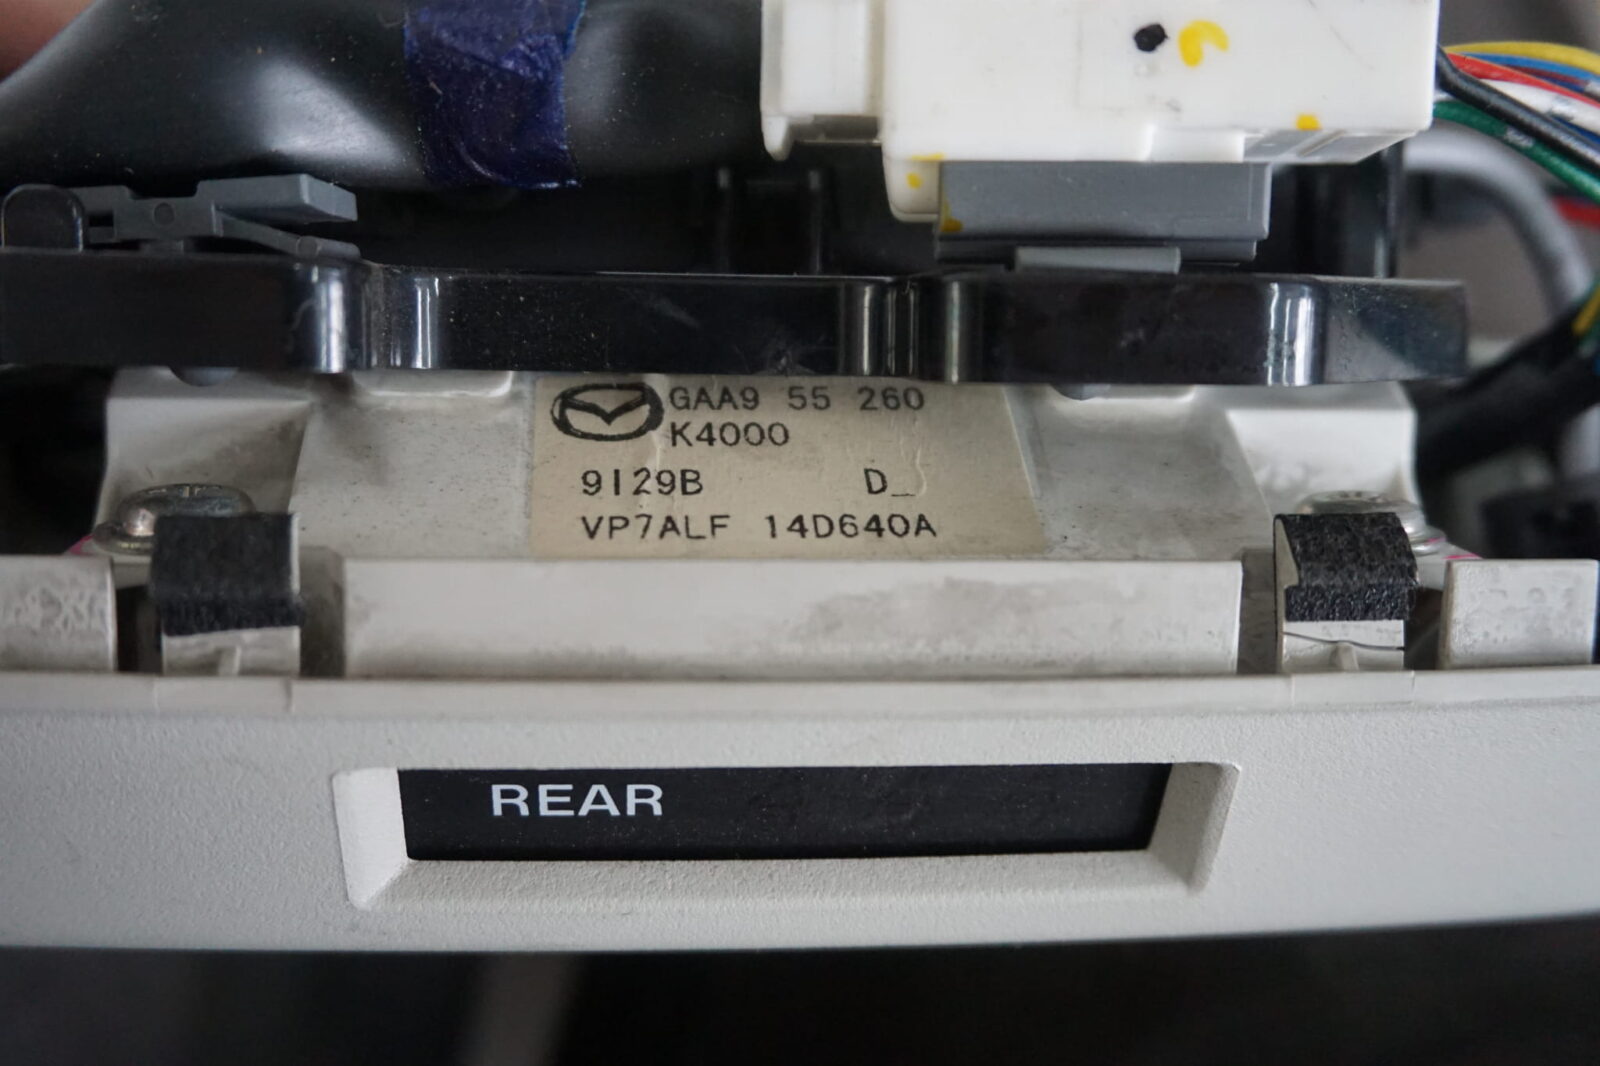 GAA9 55 260
K4000
9129B D_
VP7ALF 14D640A
REAR